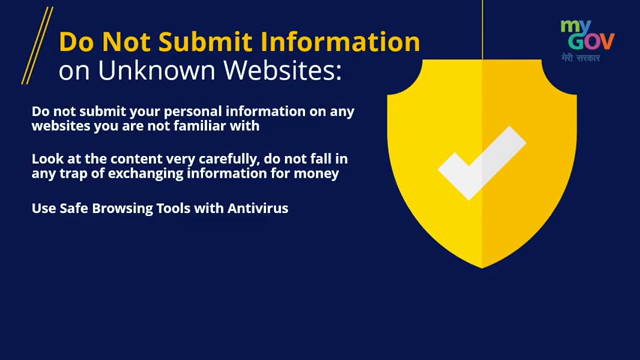 Do Not Submit Information
on Unknown Websites:
my
GOV
मेरी सरकार
Do not submit your personal information on any
websites you are not familiar with
Look at the content very carefully, do not fall in
any trap of exchanging information for money
Use Safe Browsing Tools with Antivirus